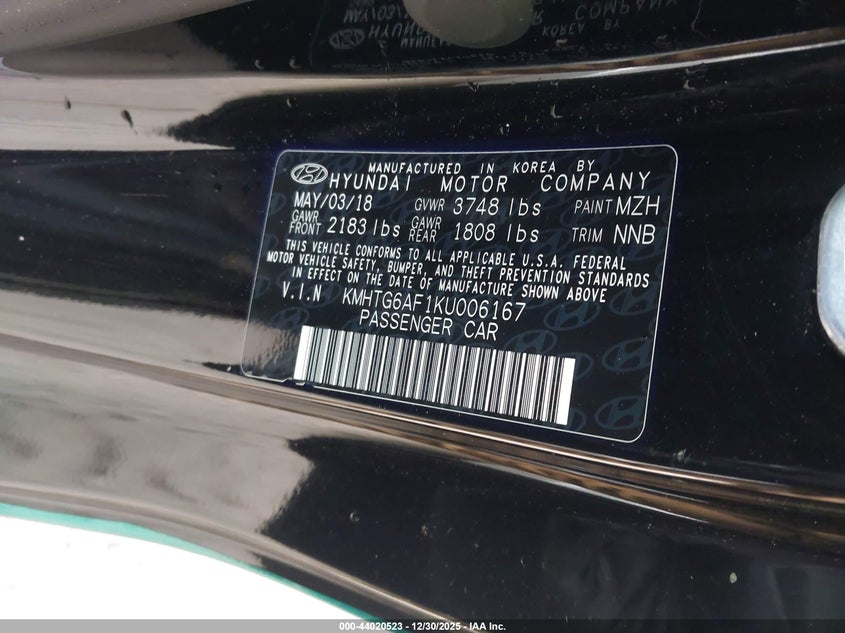 MANUFACTURED IN KOREA BY
HYUNDAI MOTOR COMPANY
MAY/03/18 GVWR 3748 lbs PAINT MZH
GAWR FRONT 2183 lbs GAWR REAR 1808 lbs TRIM NNB
THIS VEHICLE CONFORMS TO ALL APPLICABLE U.S.A. FEDERAL
MOTOR VEHICLE SAFETY, BUMPER, AND THEFT PREVENTION STANDARDS
IN EFFECT ON THE DATE OF MANUFACTURE SHOWN ABOVE
V.I.N KMHTG6AF1KU006167
PASSENGER CAR
000-44020523 - 12/30/2025 - IAA Inc.